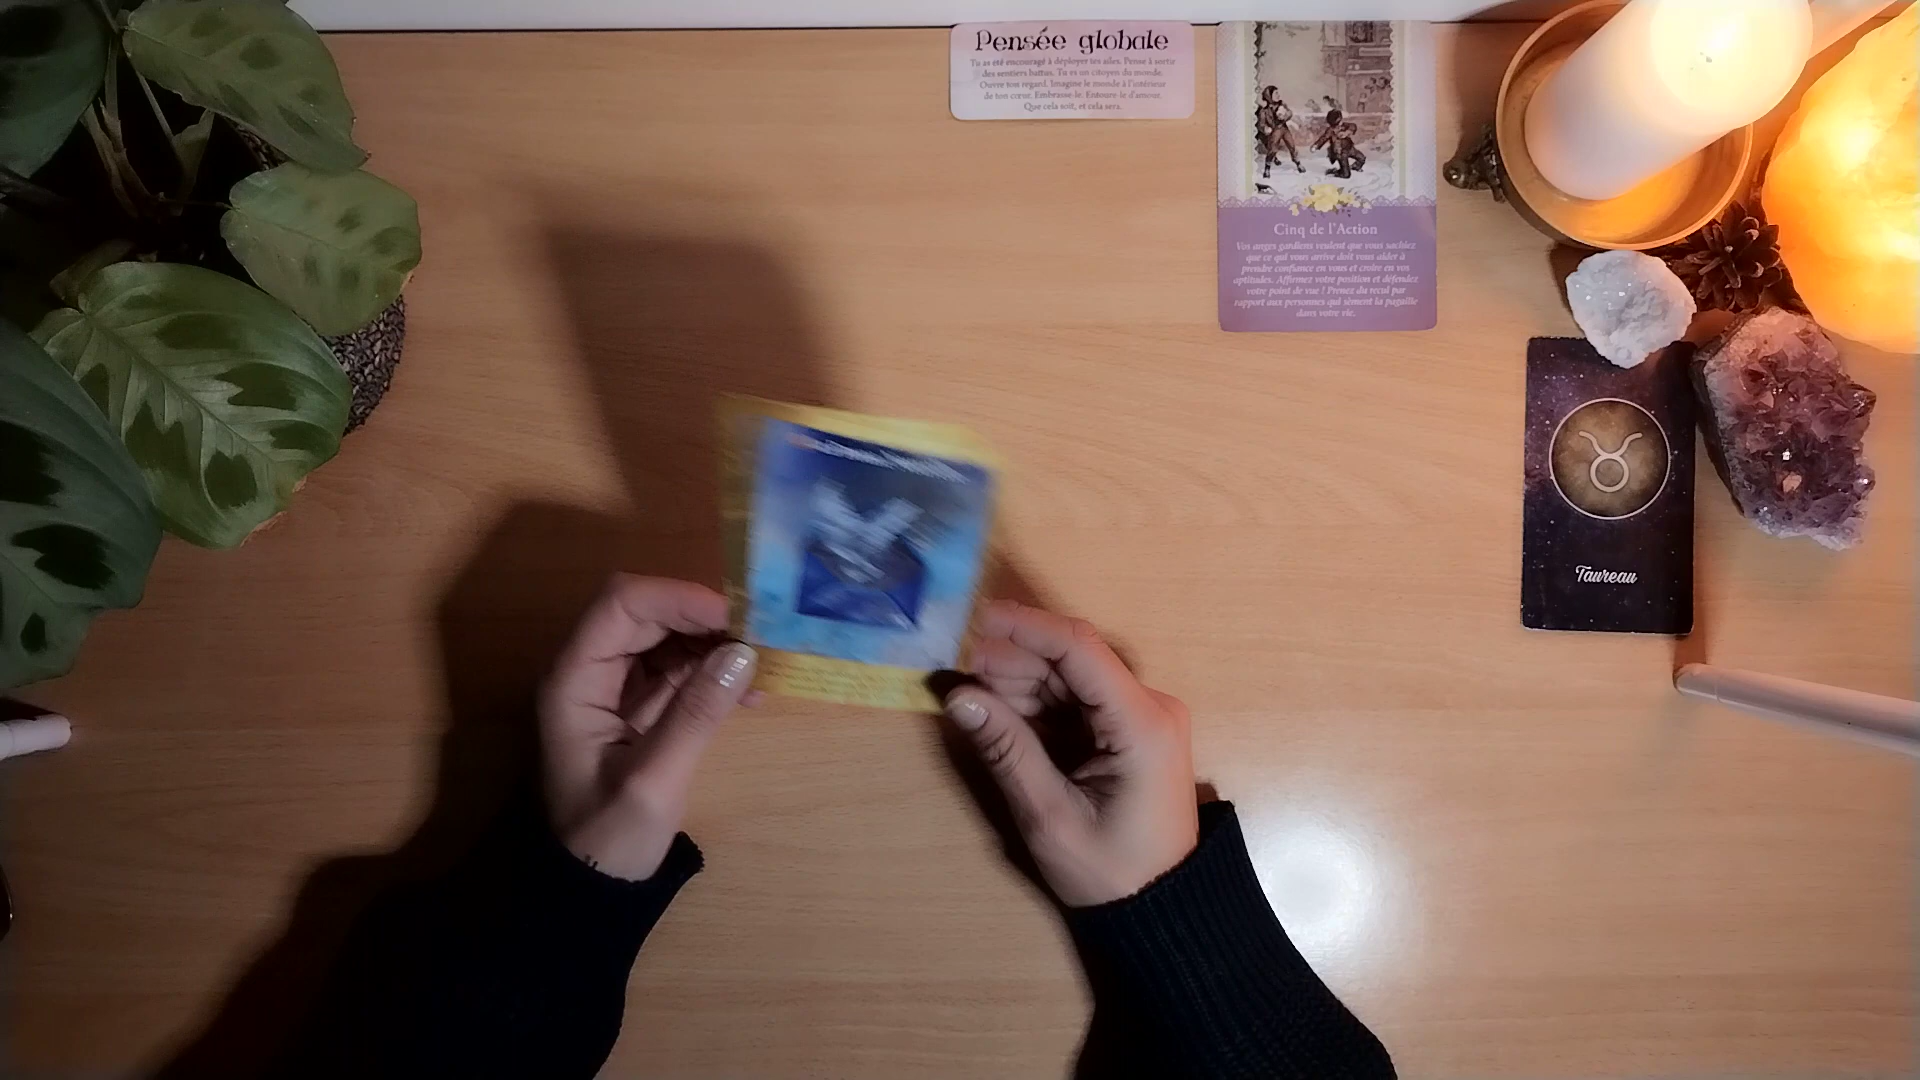 Pensée globale
Tu as été encouragé à déployer tes ailes. Pense à sortir
des sentiers battus. Tu es un citoyen du monde.
Ouvre ton regard. Imagine le monde à l'intérieur
de ton cœur. Embrasse-le. Entoure-le d'amour.
Que cela soit, et cela sera.
Cinq de l'Action
Vos anges gardiens veulent que vous sachiez
que ce qui vous arrive doit vous aider à
prendre confiance en vous et croire en vos
aptitudes. Affirmez votre position et défendez
votre point de vue ! Prenez du recul par
rapport aux personnes qui sèment la pagaille
dans votre vie.
Taureau